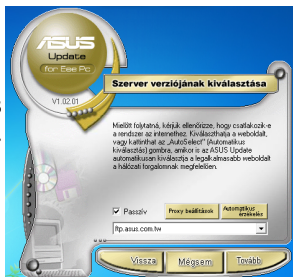 ASUS
Update
for Eee Pc
V1.02.01
Szerver verziójának kiválasztása
Mielőtt folytatná, kérjük ellenőrizze, hogy csatlakozik-e
a rendszer az internethez. Kiválaszthatja a weboldalt,
vagy kattinthat az „AutoSelect” (Automatikus
kiválasztás) gombra, amikor is az ASUS Update
automatikusan kiválasztja a legalkalmasabb weboldalt
a hálózati forgalomnak megfelelően.
Passzív
Proxy beállítások
Automatikus
érzékelés
ftp.asus.com.tw
Vissza
Mégsem
Tovább